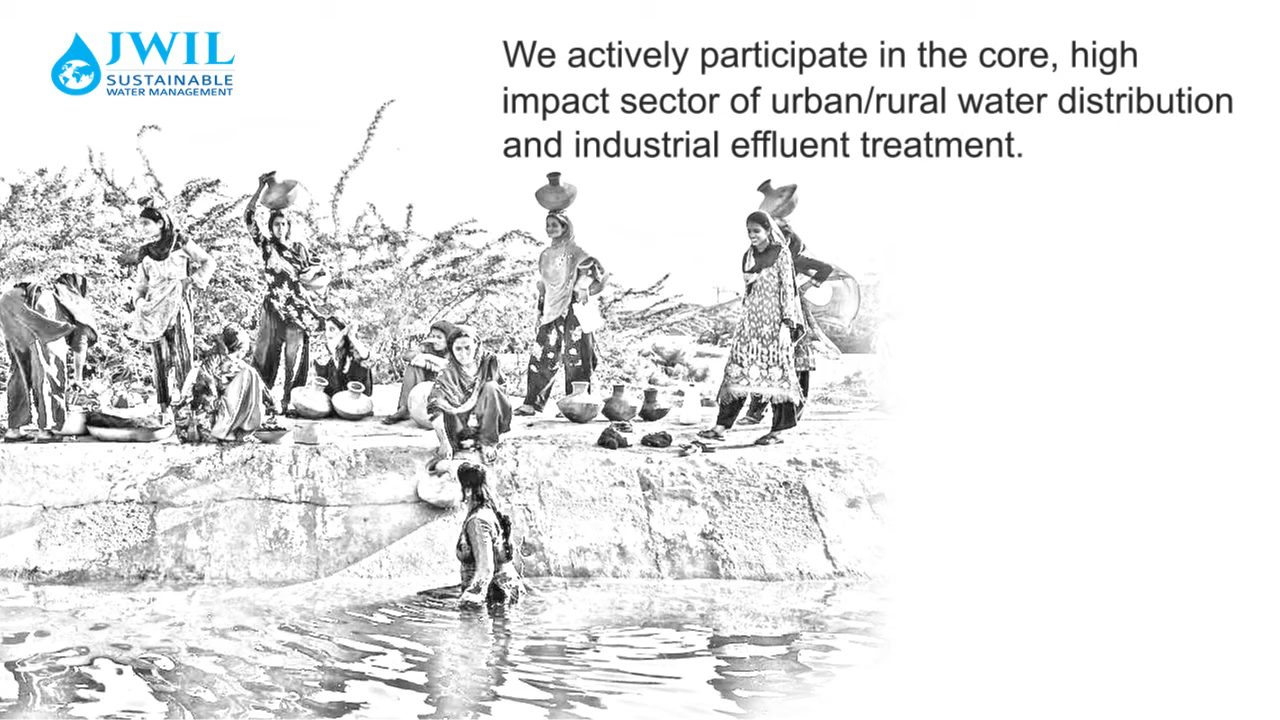 JWIL
SUSTAINABLE
WATER MANAGEMENT
We actively participate in the core, high
impact sector of urban/rural water distribution
and industrial effluent treatment.